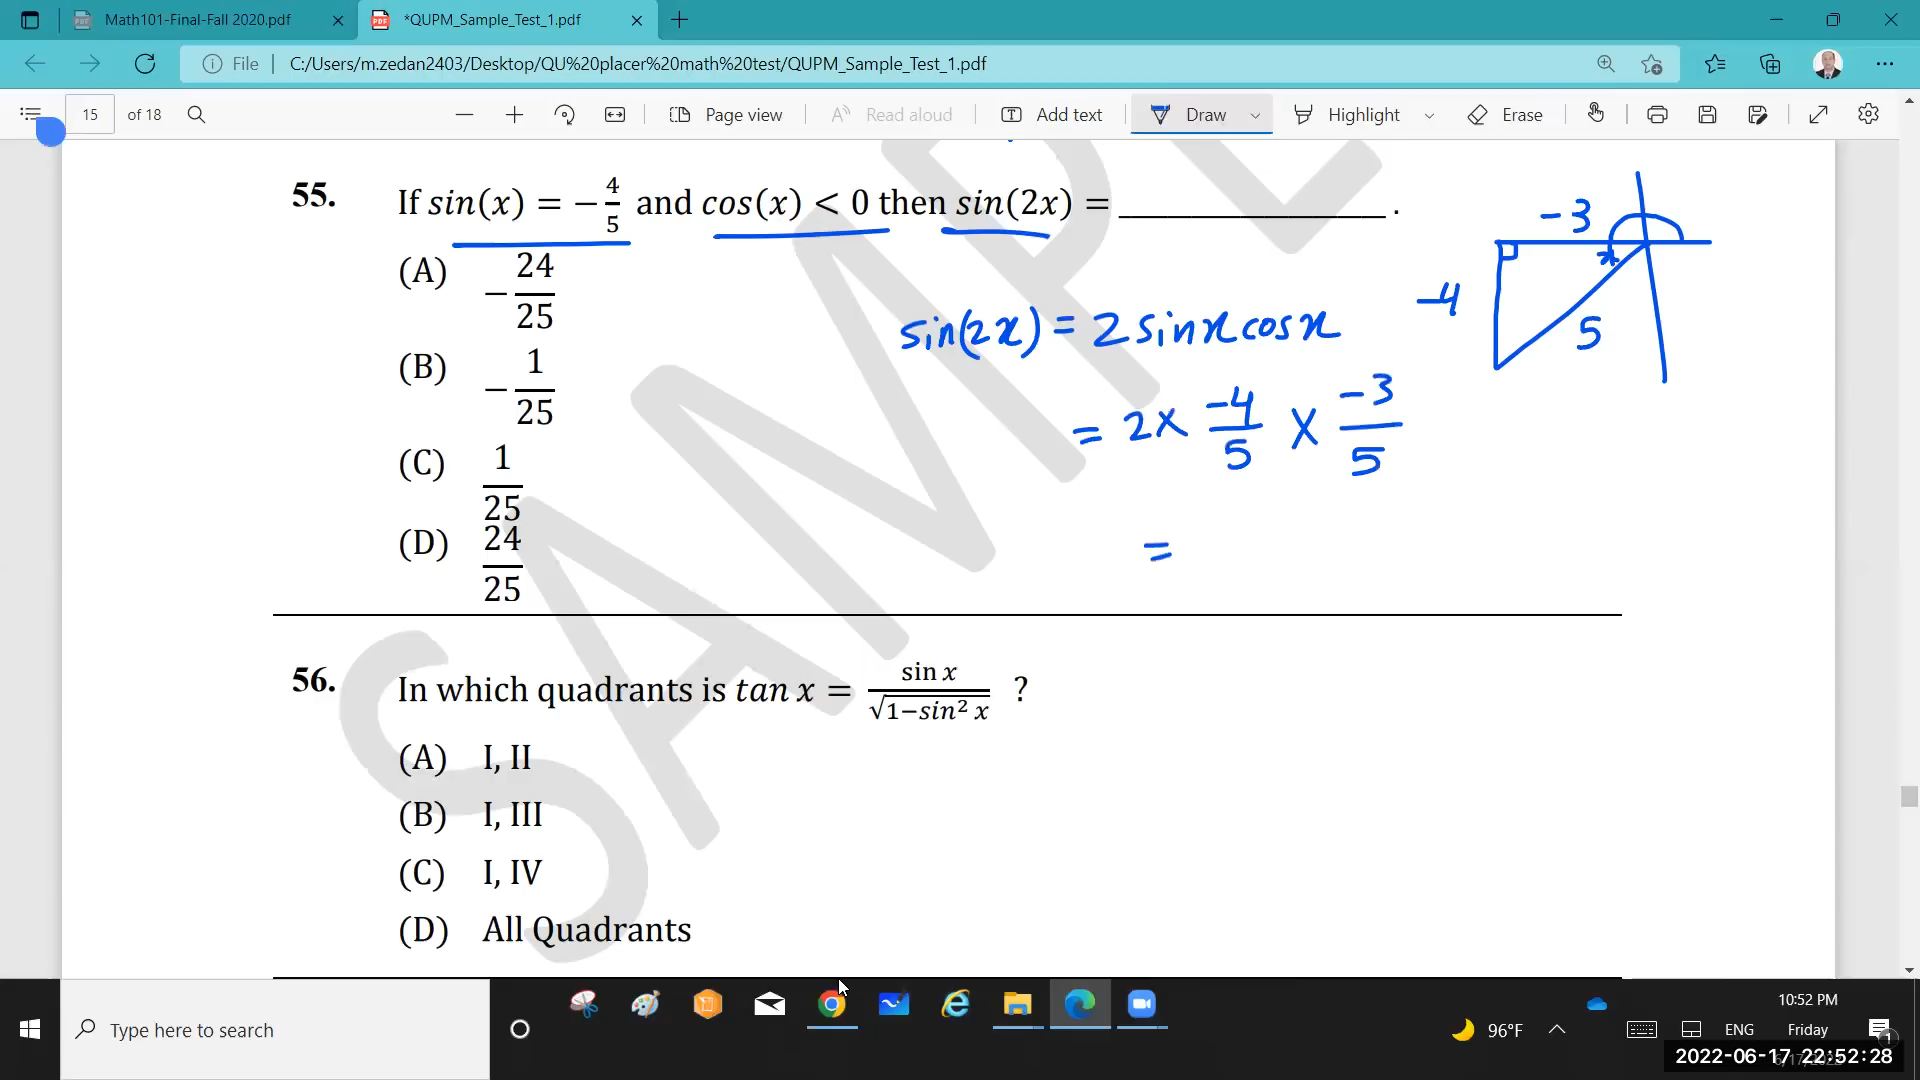 Math101-Final-Fall 2020.pdf
*QUPM_Sample_Test_1.pdf
File
C:/Users/m.zedan2403/Desktop/QU%20placer%20math%20test/QUPM_Sample_Test_1.pdf
15 of 18
Page view
Read aloud
Add text
Draw
Highlight
Erase
SAMPLE
55. If sin(x) = −4/5 and cos(x) < 0 then sin(2x) = ________________ .
(A) −24/25
(B) −1/25
(C) 1/25
(D) 24/25
-3
x
-4
5
sin(2x) = 2 sinx cosx
= 2 × -4/5 × -3/5
=
56. In which quadrants is tan x = sin x/√1−sin² x ?
(A) I, II
(B) I, III
(C) I, IV
(D) All Quadrants
Type here to search
96°F
ENG
10:52 PM
Friday
1
2022-06-17 22:52:28